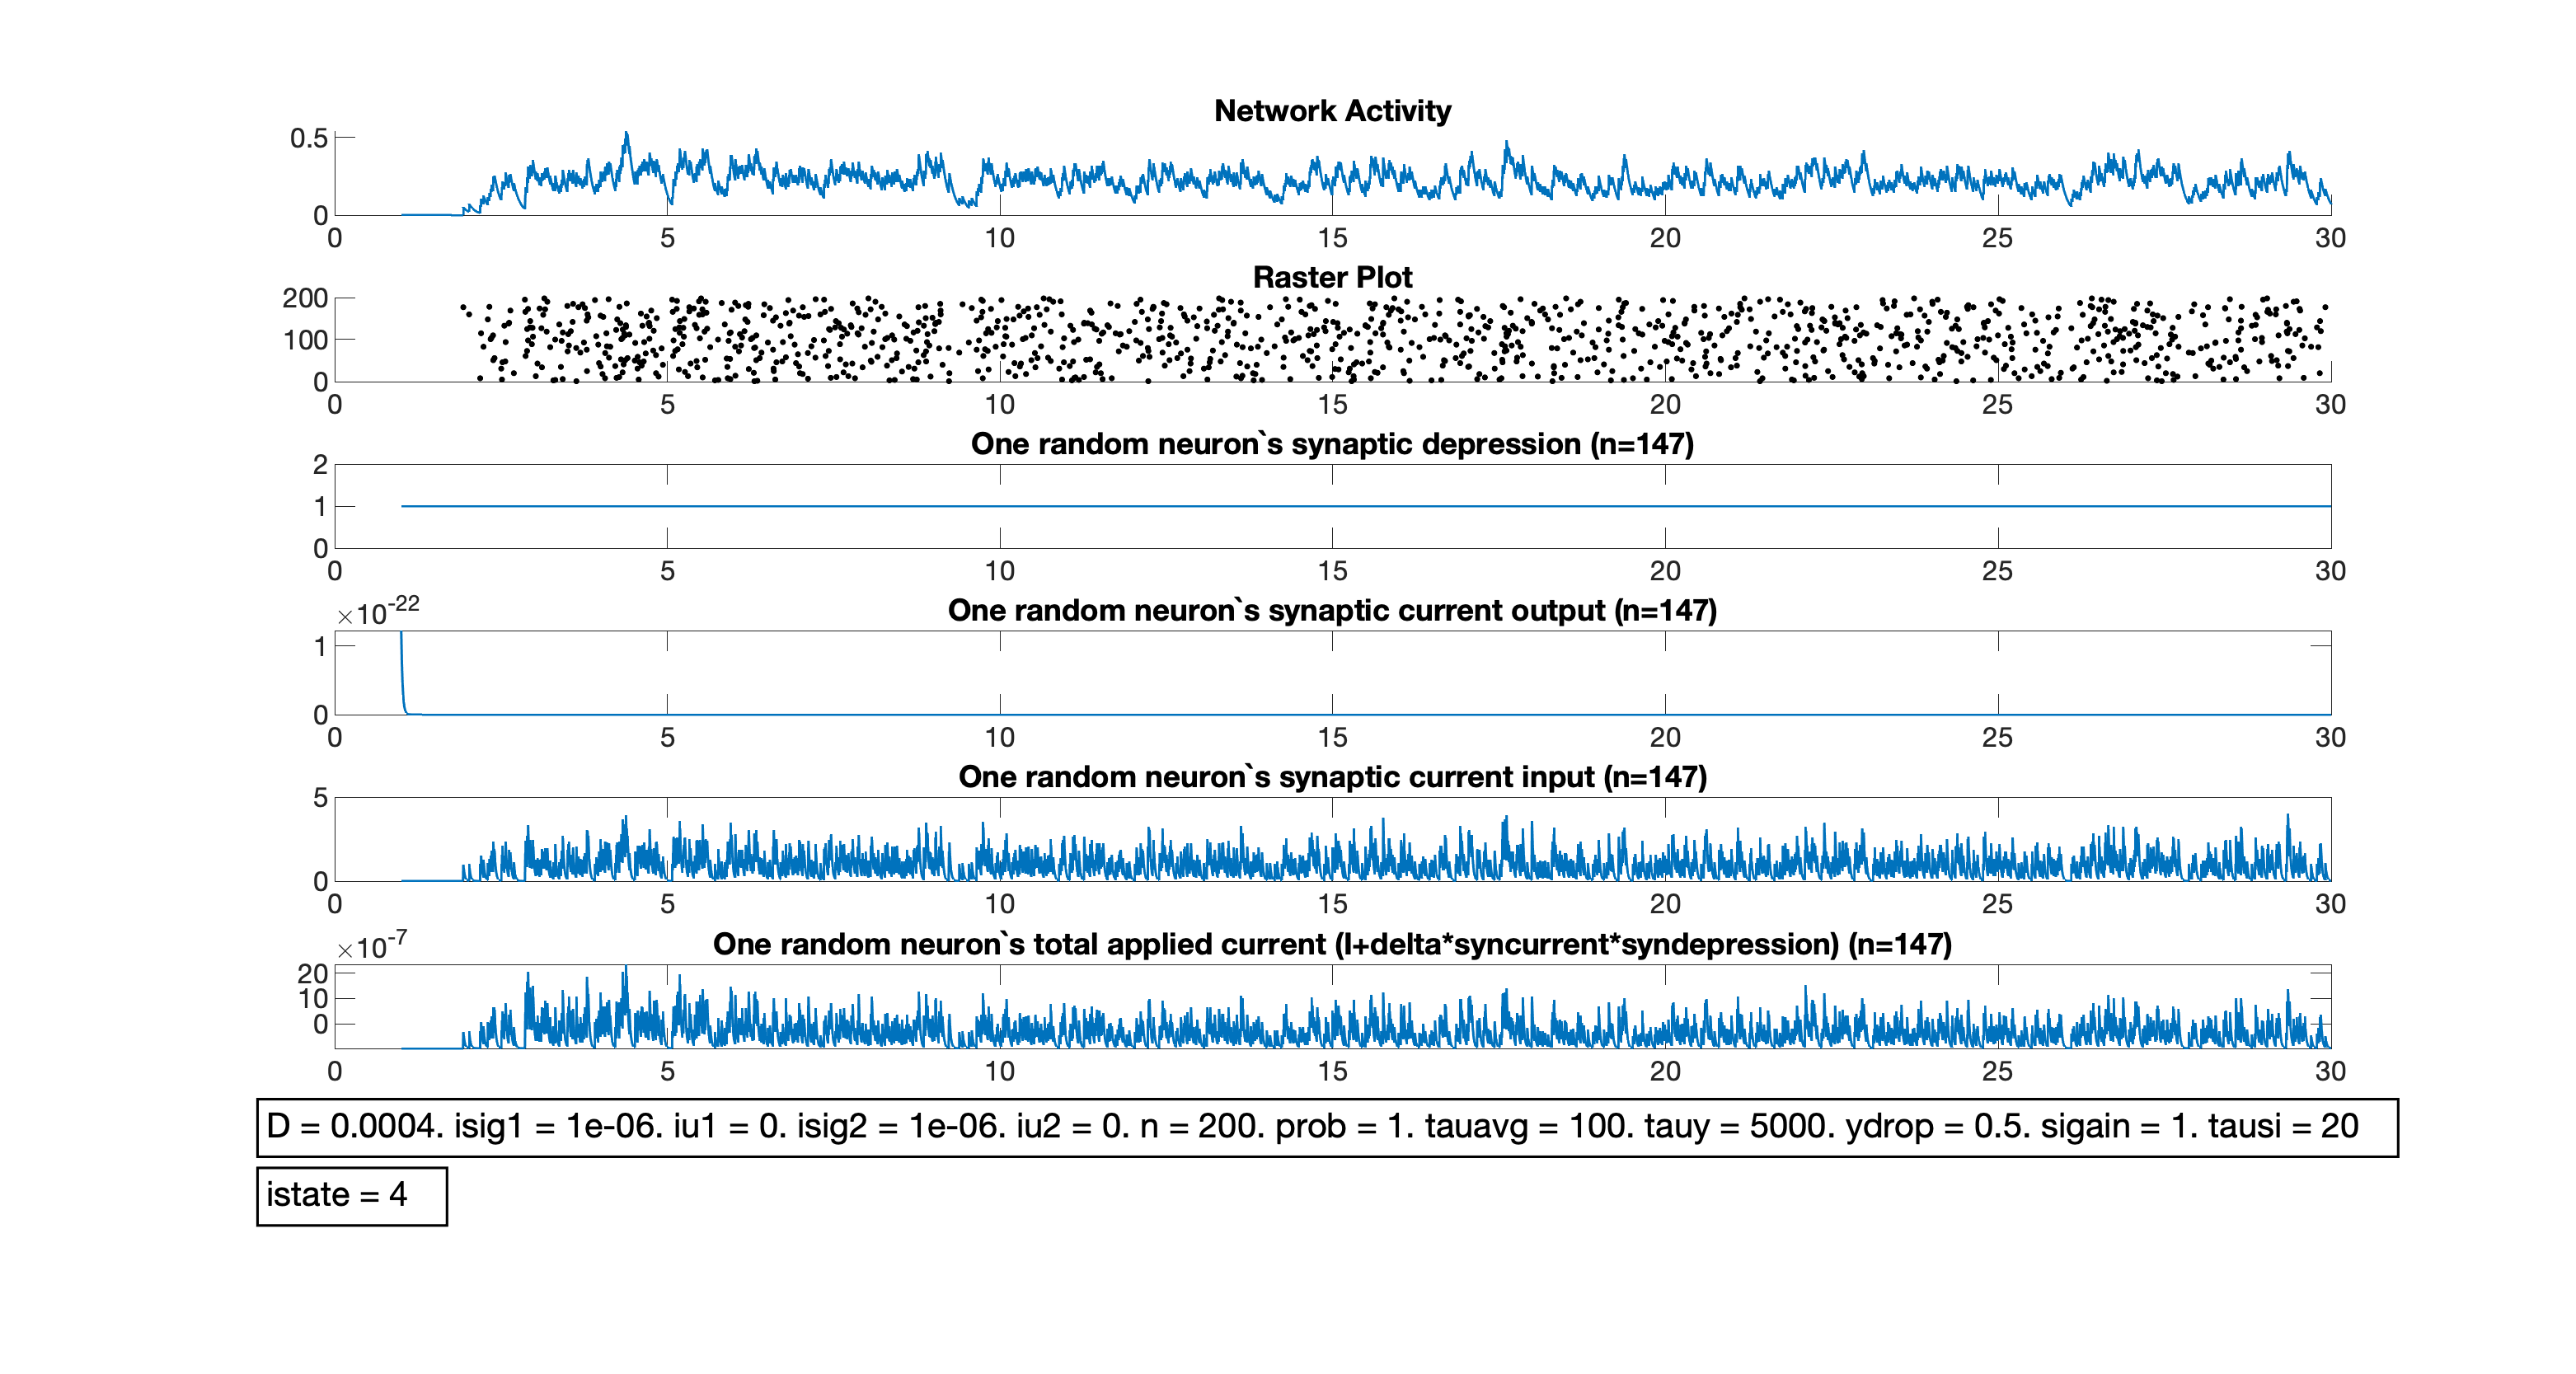 Network Activity
0.5
0
0 5 10 15 20 25 30
Raster Plot
200
100
0
0 5 10 15 20 25 30
One random neuron`s synaptic depression (n=147)
2
1
0
0 5 10 15 20 25 30
×10-22
One random neuron`s synaptic current output (n=147)
1
0
0 5 10 15 20 25 30
One random neuron`s synaptic current input (n=147)
5
0
0 5 10 15 20 25 30
×10-7
One random neuron`s total applied current (I+delta*syncurrent*syndepression) (n=147)
20
10
0
0 5 10 15 20 25 30
D = 0.0004. isig1 = 1e-06. iu1 = 0. isig2 = 1e-06. iu2 = 0. n = 200. prob = 1. tauavg = 100. tauy = 5000. ydrop = 0.5. sigain = 1. tausi = 20
istate = 4